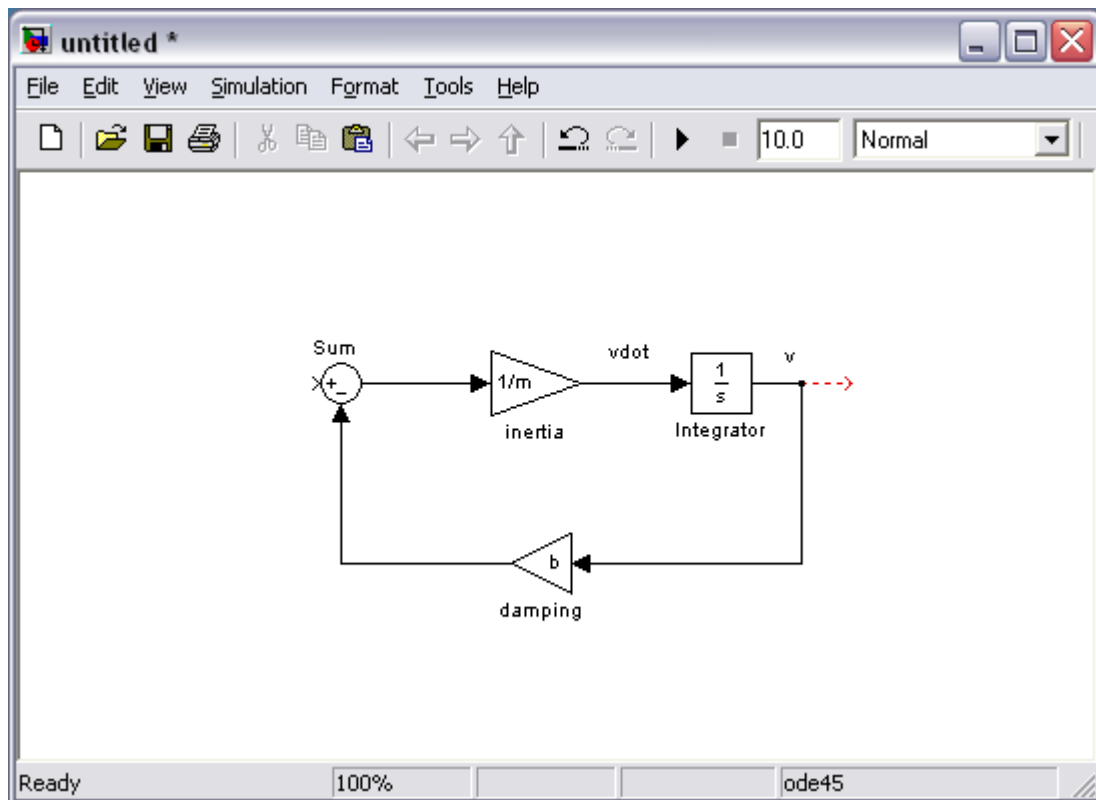 untitled *
File Edit View Simulation Format Tools Help
10.0 Normal
Sum
vdot
v
+
-
1/m
1
s
inertia
Integrator
b
damping
Ready 100% ode45